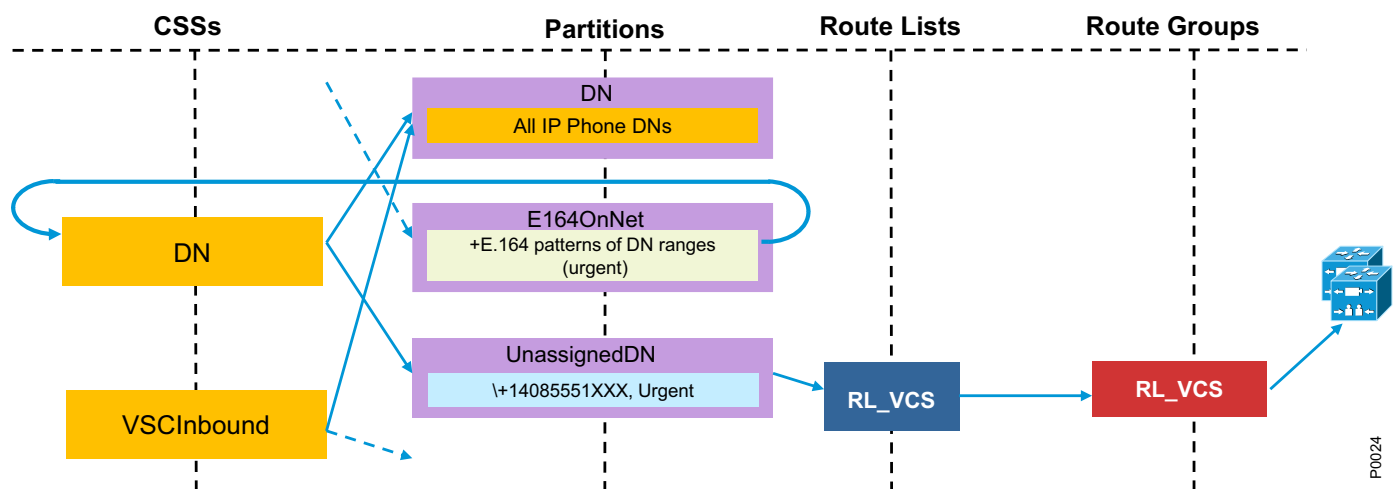 CSSs
Partitions
Route Lists
Route Groups
DN
All IP Phone DNs
DN
E164OnNet
+E.164 patterns of DN ranges
(urgent)
UnassignedDN
\+14085551XXX, Urgent
VSCInbound
RL_VCS
RL_VCS
P0024